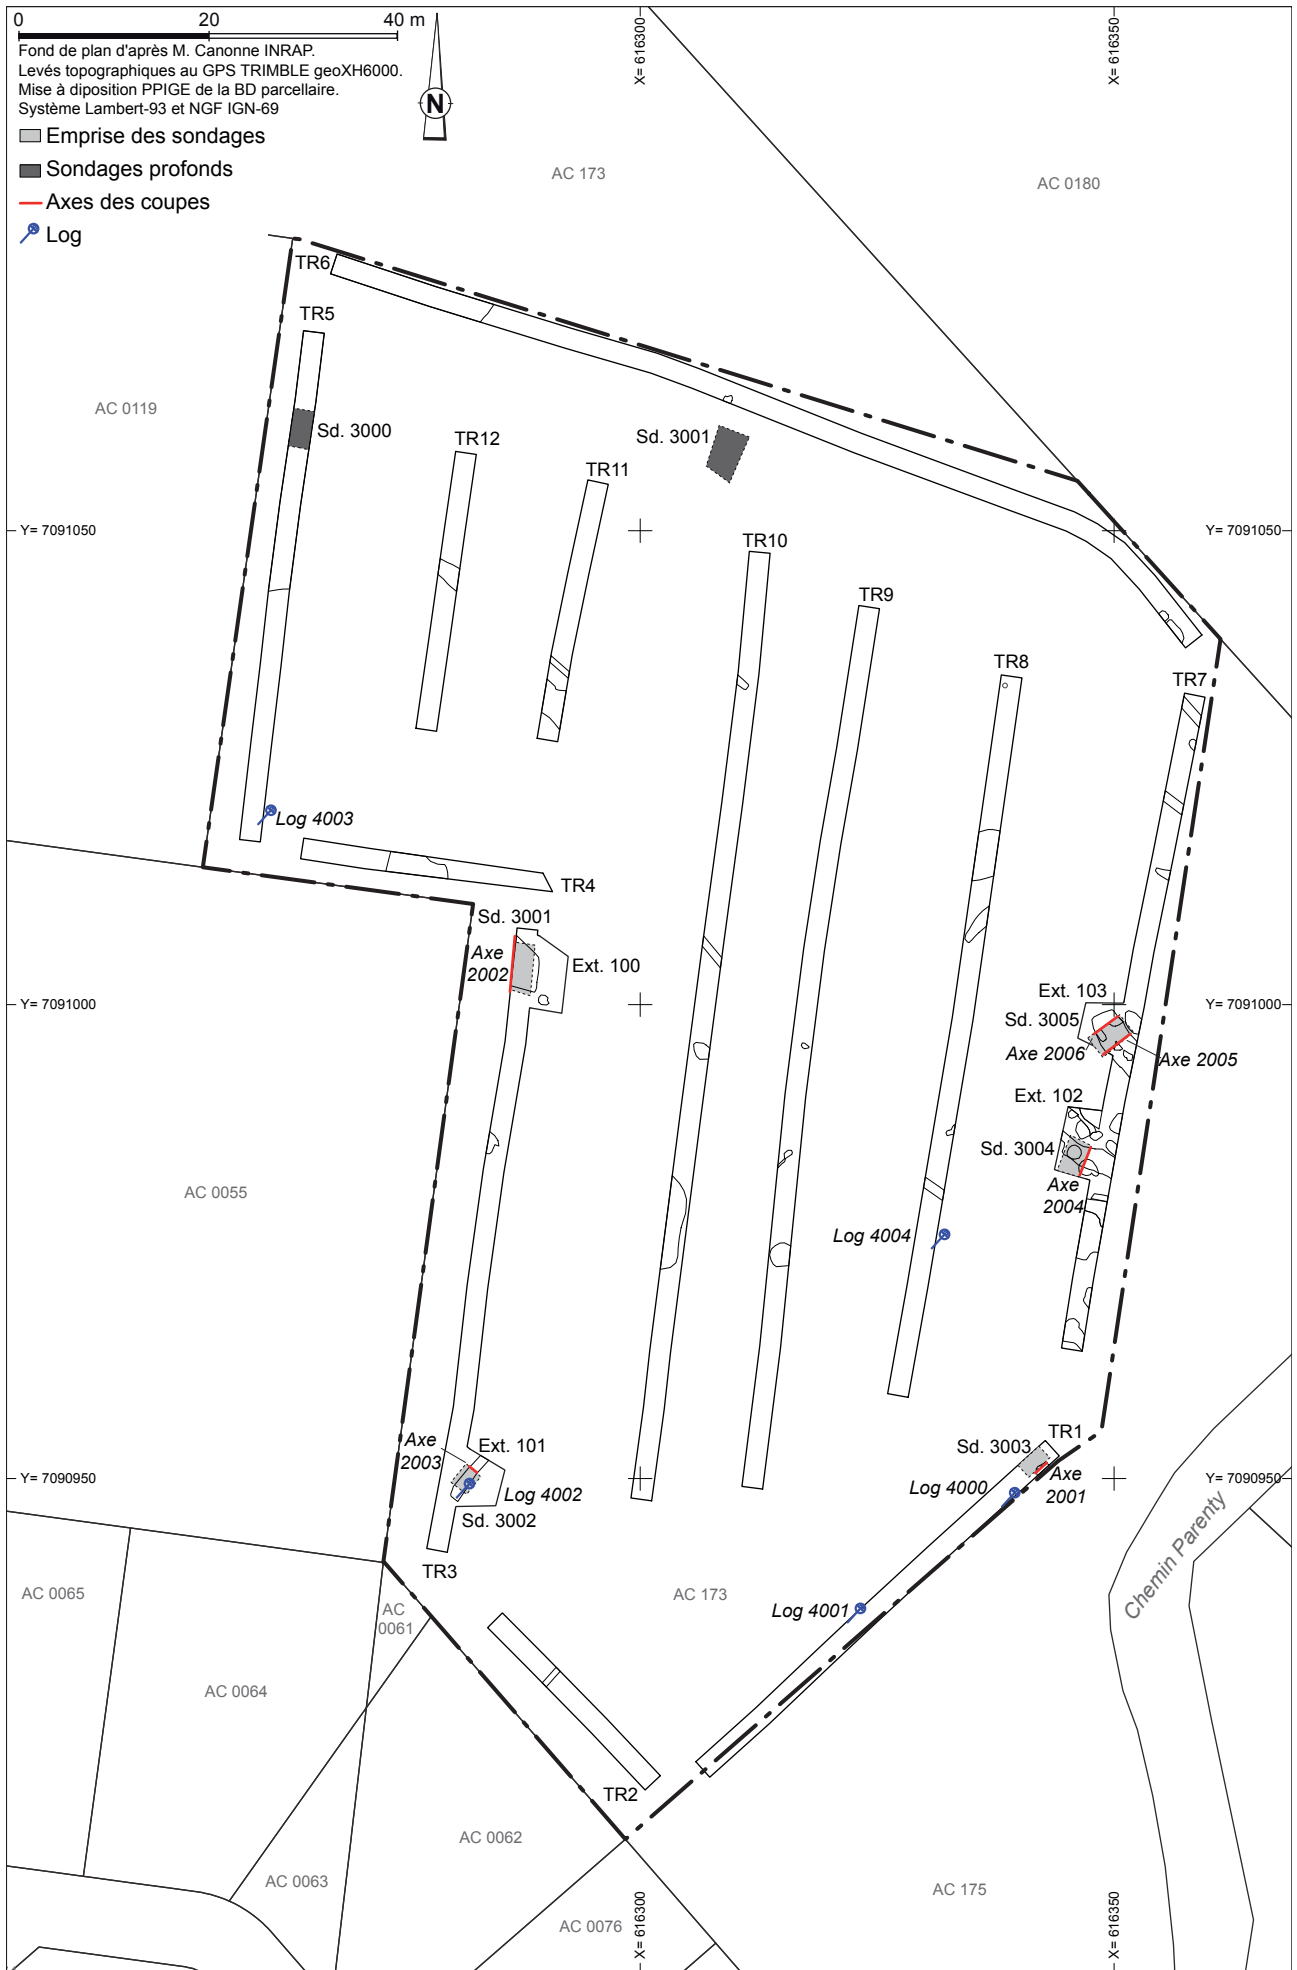 0 20 40 m
Fond de plan d'après M. Canonne INRAP.
Levés topographiques au GPS TRIMBLE geoXH6000.
Mise à diposition PPIGE de la BD parcellaire.
Système Lambert-93 et NGF IGN-69
Emprise des sondages
Sondages profonds
Axes des coupes
Log
N
X= 616300
X= 616350
AC 173
AC 0180
TR6
TR5
AC 0119
Sd. 3000
TR12
Sd. 3001
TR11
Y= 7091050
Y= 7091050
TR10
TR9
TR8
TR7
Log 4003
TR4
Sd. 3001
Axe
2002
Ext. 100
Y= 7091000
Y= 7091000
Ext. 103
Sd. 3005
Axe 2006
Axe 2005
Ext. 102
Sd. 3004
Axe
2004
AC 0055
Log 4004
TR1
Axe
2003
Ext. 101
Sd. 3003
Y= 7090950
Y= 7090950
Log 4002
Log 4000
Axe
2001
Sd. 3002
TR3
Chemin Parenty
AC 0065
AC
0061
AC 173
Log 4001
AC 0064
TR2
AC 0062
AC 0063
AC 175
AC 0076
X= 616300
X= 616350